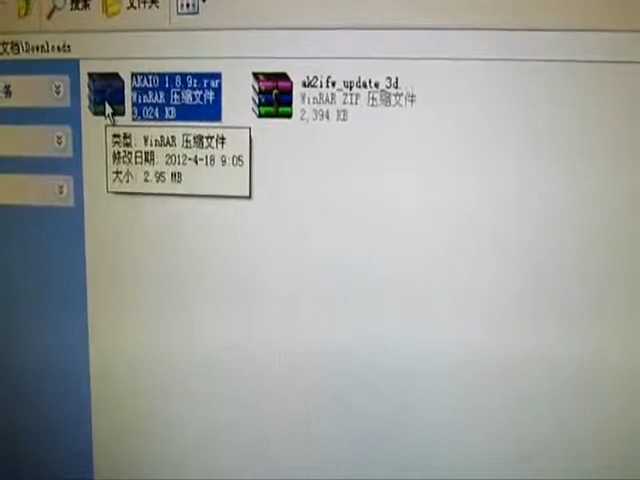 搜索
文件夹
文档\Downloads
AKAIO 1.8.9z.rar
WinRAR 压缩文件
3,024 KB
ak2ifw_update_3d...
WinRAR ZIP 压缩文件
2,394 KB
类型: WinRAR 压缩文件
修改日期: 2012-4-18 9:05
大小: 2.95 MB